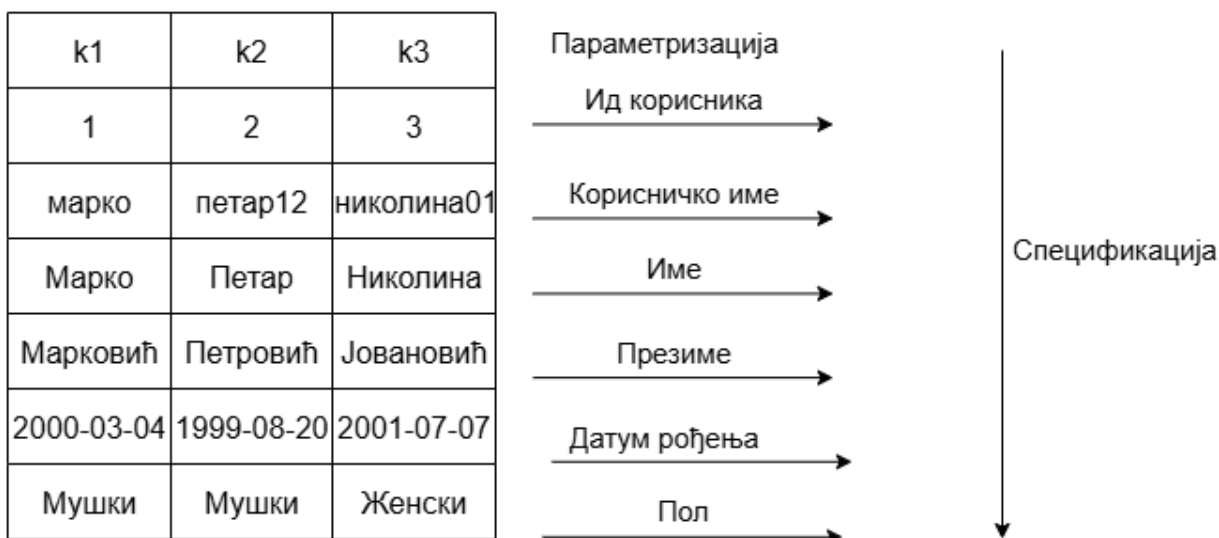 k1 k2 k3 Параметризација
Ид корисника
1 2 3
марко петар12 николина01 Корисничко име
Спецификација
Марко Петар Николина Име
Марковић Петровић Јовановић Презиме
2000-03-04 1999-08-20 2001-07-07 Датум рођења
Мушки Мушки Женски Пол